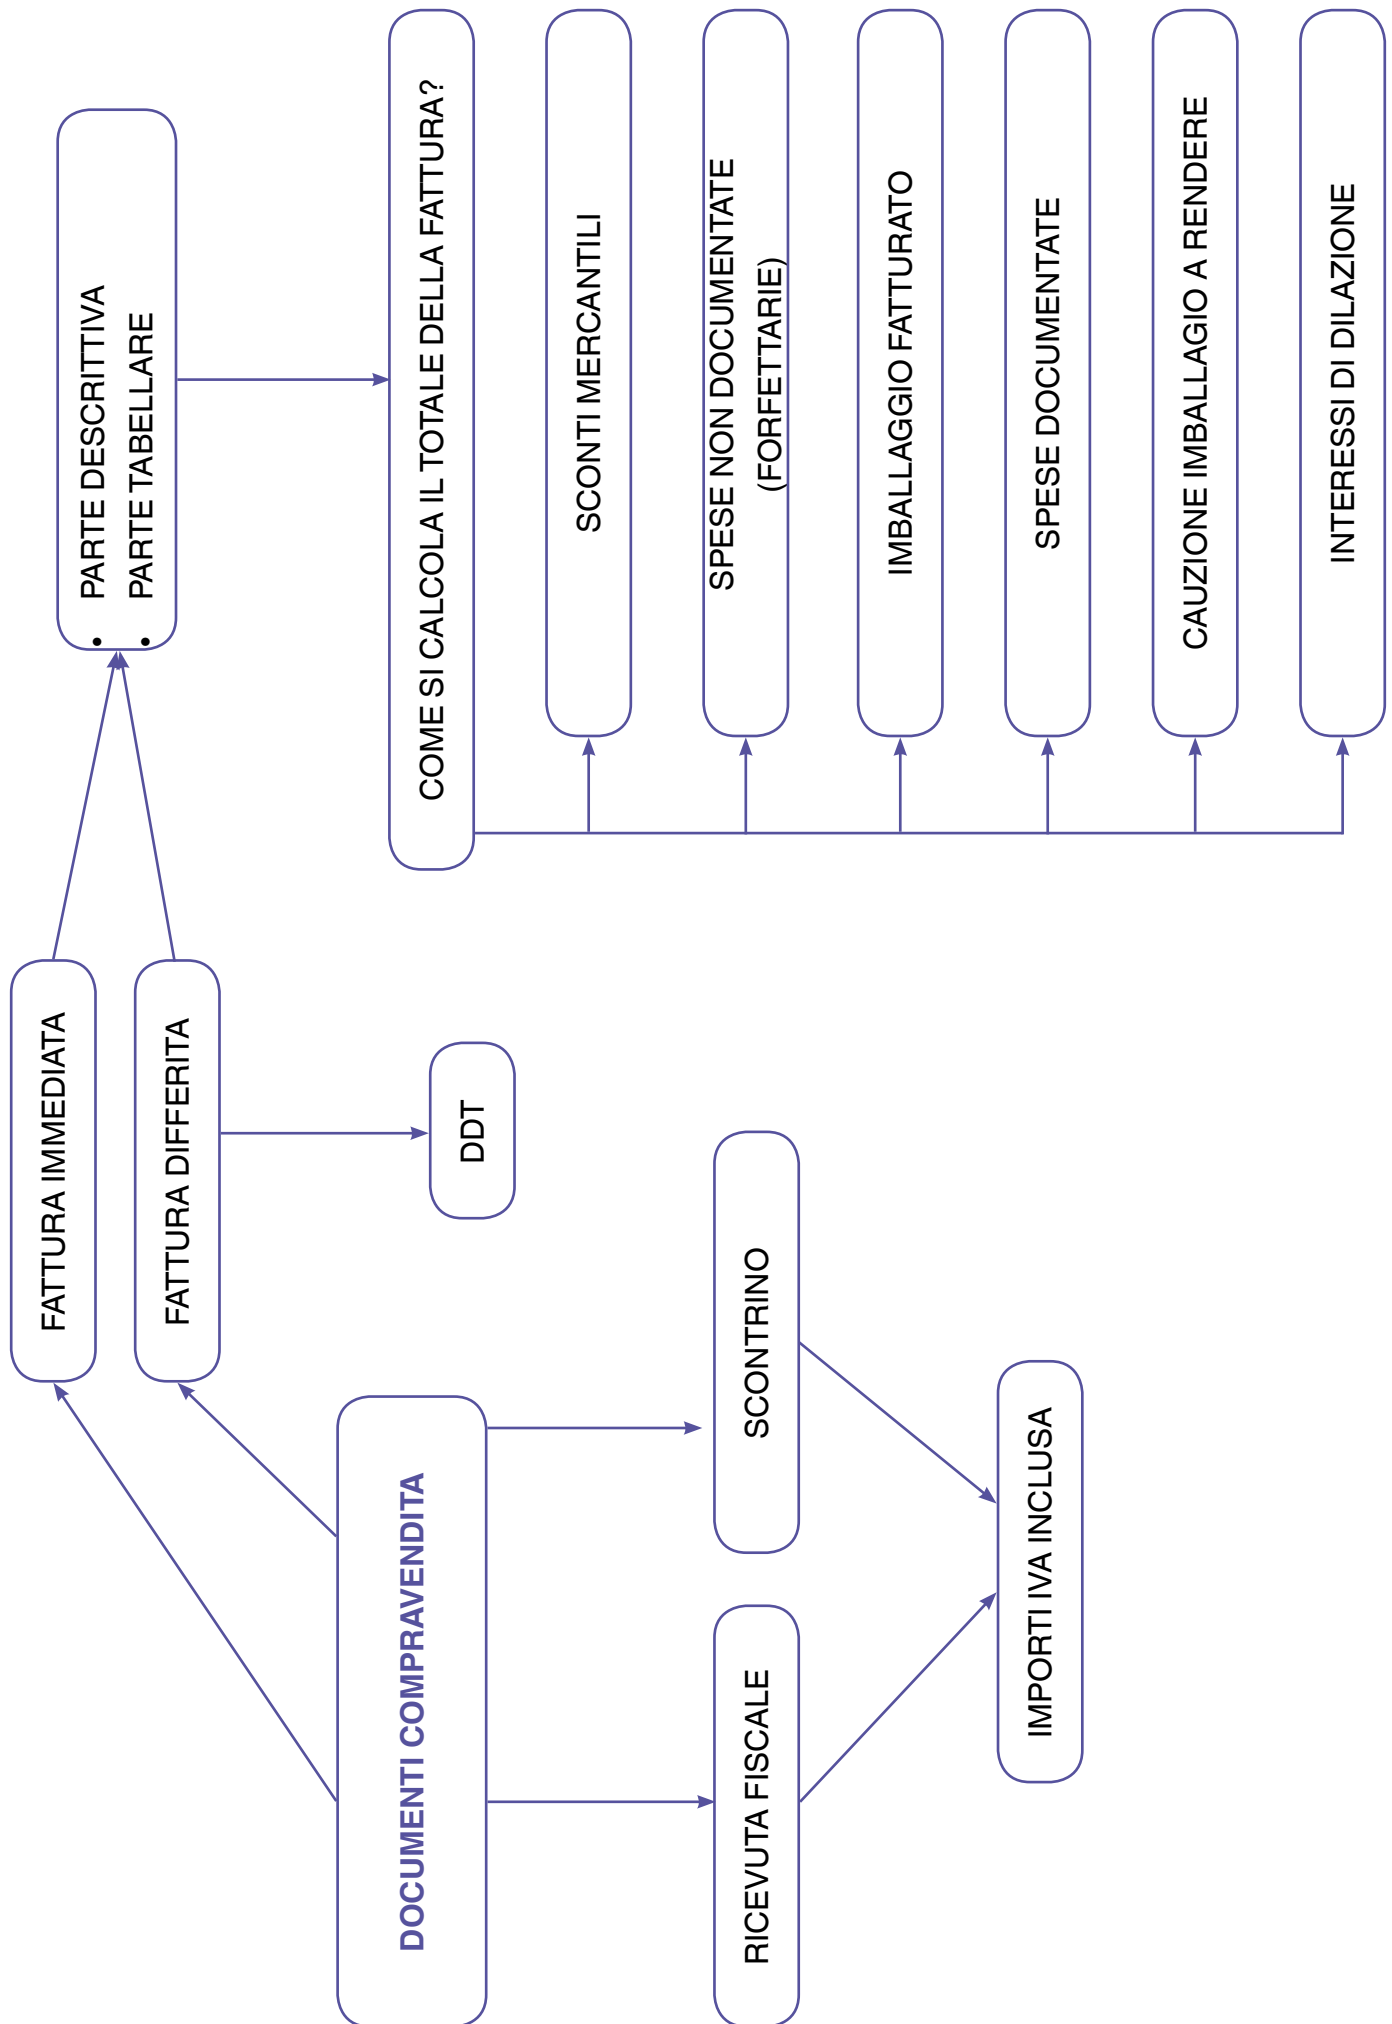 DOCUMENTI COMPRAVENDITA
FATTURA IMMEDIATA
FATTURA DIFFERITA
DDT
• PARTE DESCRITTIVA
• PARTE TABELLARE
COME SI CALCOLA IL TOTALE DELLA FATTURA?
SCONTI MERCANTILI
SPESE NON DOCUMENTATE
(FORFETTARIE)
IMBALLAGGIO FATTURATO
SPESE DOCUMENTATE
CAUZIONE IMBALLAGIO A RENDERE
INTERESSI DI DILAZIONE
RICEVUTA FISCALE
SCONTRINO
IMPORTI IVA INCLUSA